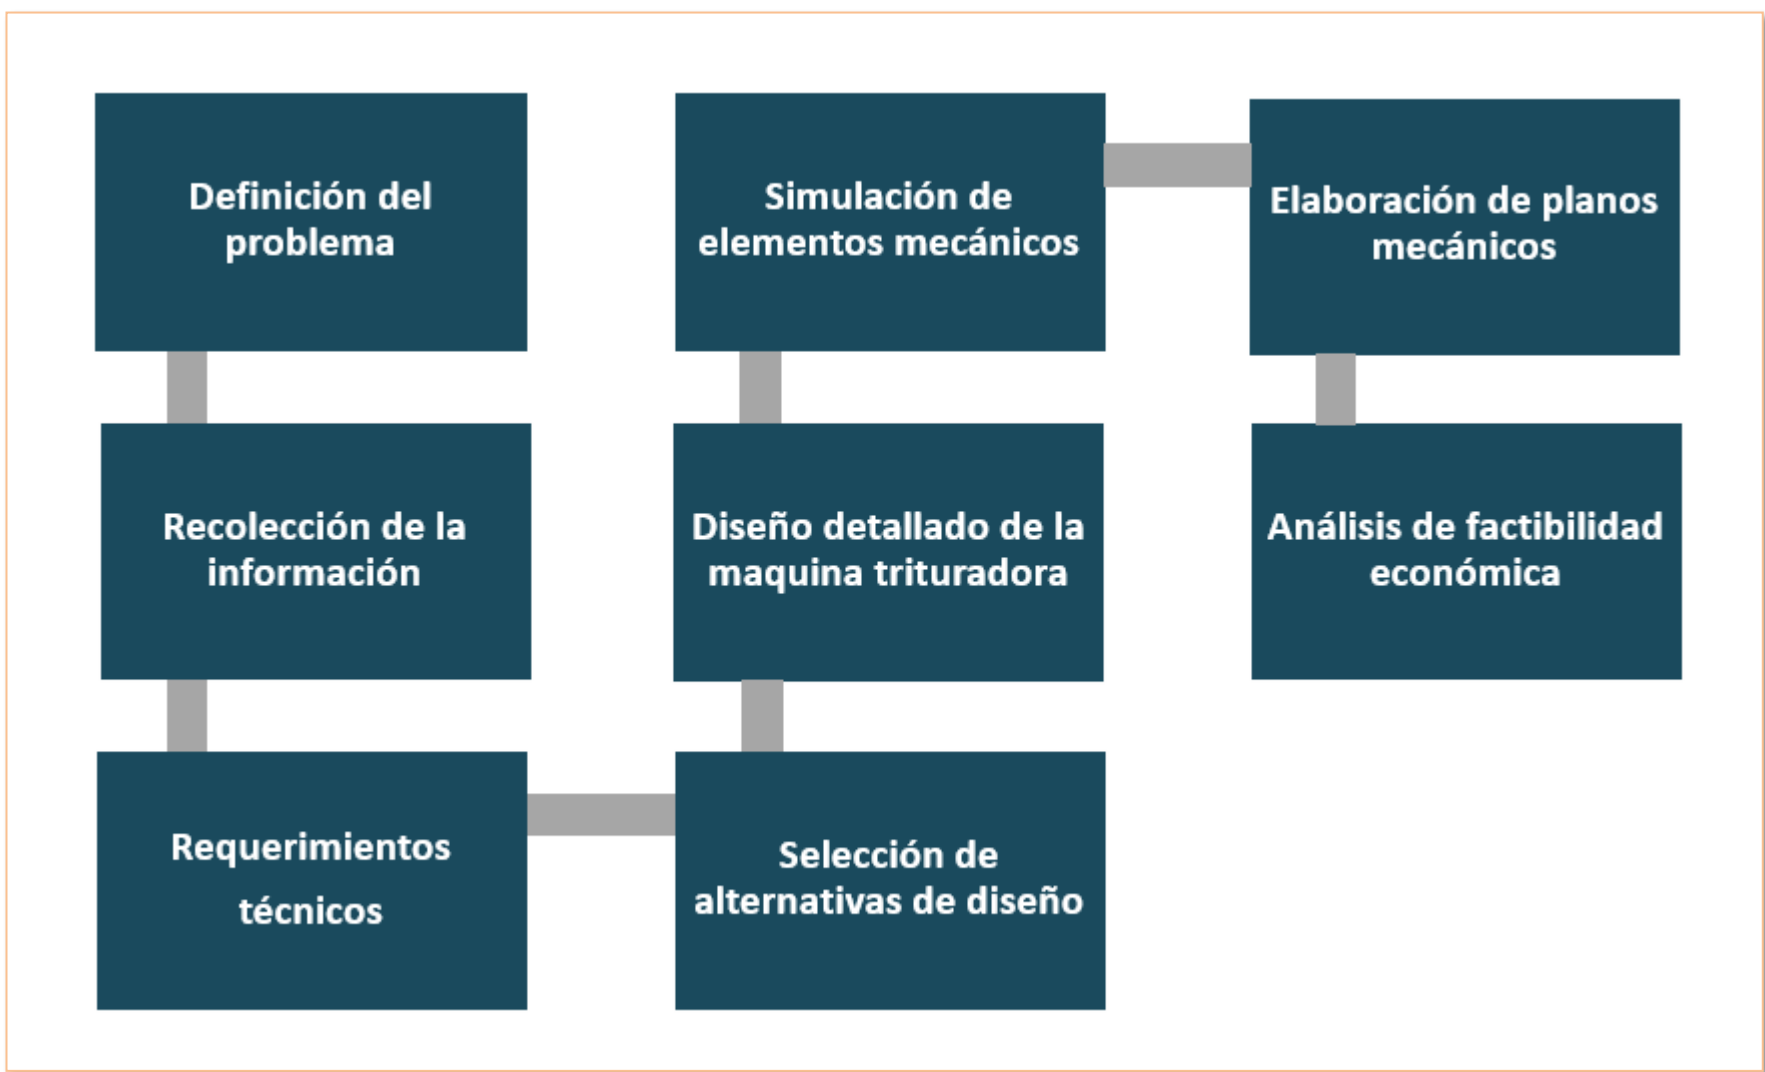 Definición del
problema
Recolección de la
información
Requerimientos
técnicos
Selección de
alternativas de diseño
Diseño detallado de la
maquina trituradora
Simulación de
elementos mecánicos
Elaboración de planos
mecánicos
Análisis de factibilidad
económica